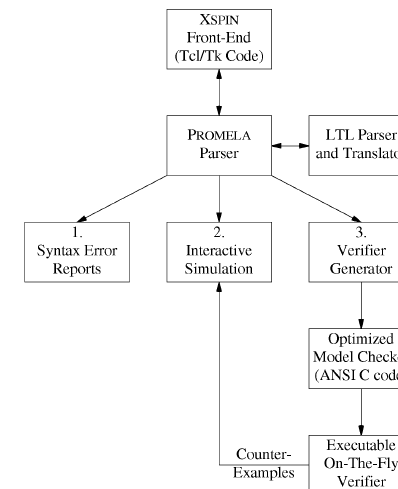 XSPIN
Front-End
(Tcl/Tk Code)
PROMELA
Parser
LTL Parser
and Translato
1.
Syntax Error
Reports
2.
Interactive
Simulation
3.
Verifier
Generator
Optimized
Model Checke
(ANSI C code
Counter-
Examples
Executable
On-The-Fly
Verifier